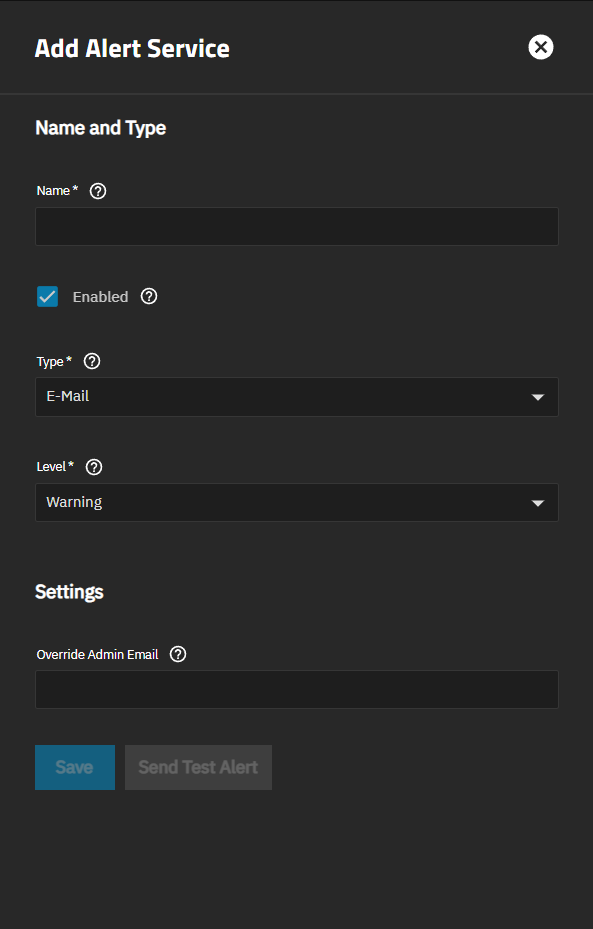 Add Alert Service
Name and Type
Name *
Enabled
Type *
E-Mail
Level *
Warning
Settings
Override Admin Email
Save Send Test Alert